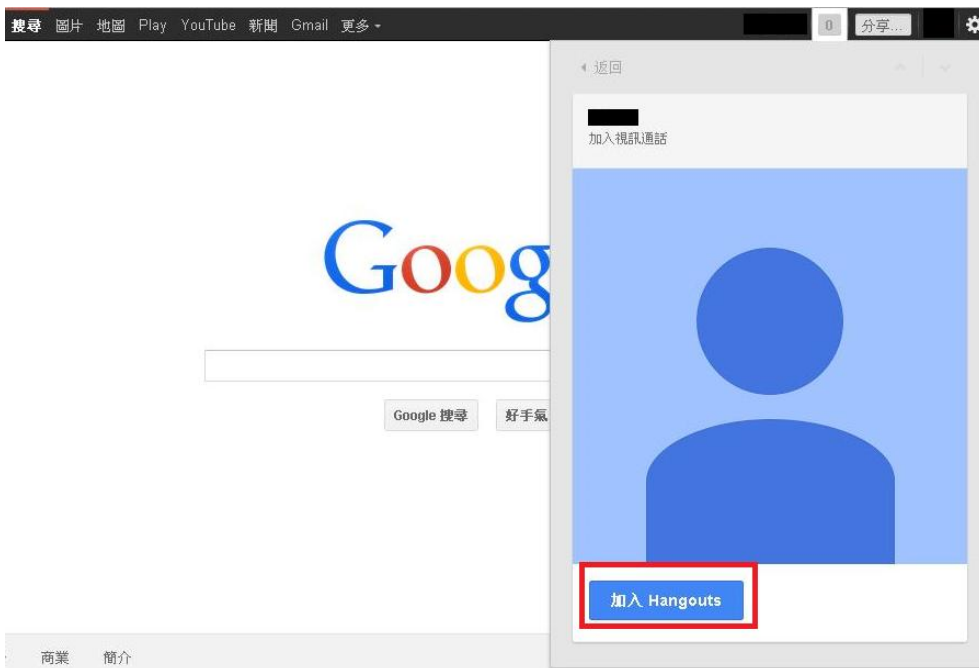 搜尋 圖片 地圖 Play YouTube 新聞 Gmail 更多
0 分享...
返回
加入視訊通話
Goog
Google 搜尋 好手氣
加入 Hangouts
商業 簡介